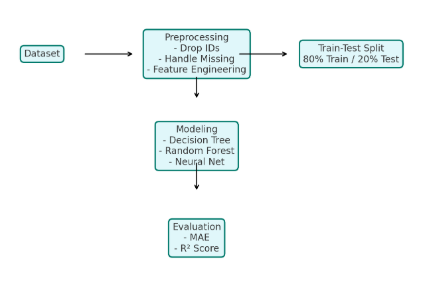 Dataset
Preprocessing
- Drop IDs
- Handle Missing
- Feature Engineering
Train-Test Split
80% Train / 20% Test
Modeling
- Decision Tree
- Random Forest
- Neural Net
Evaluation
- MAE
- R² Score